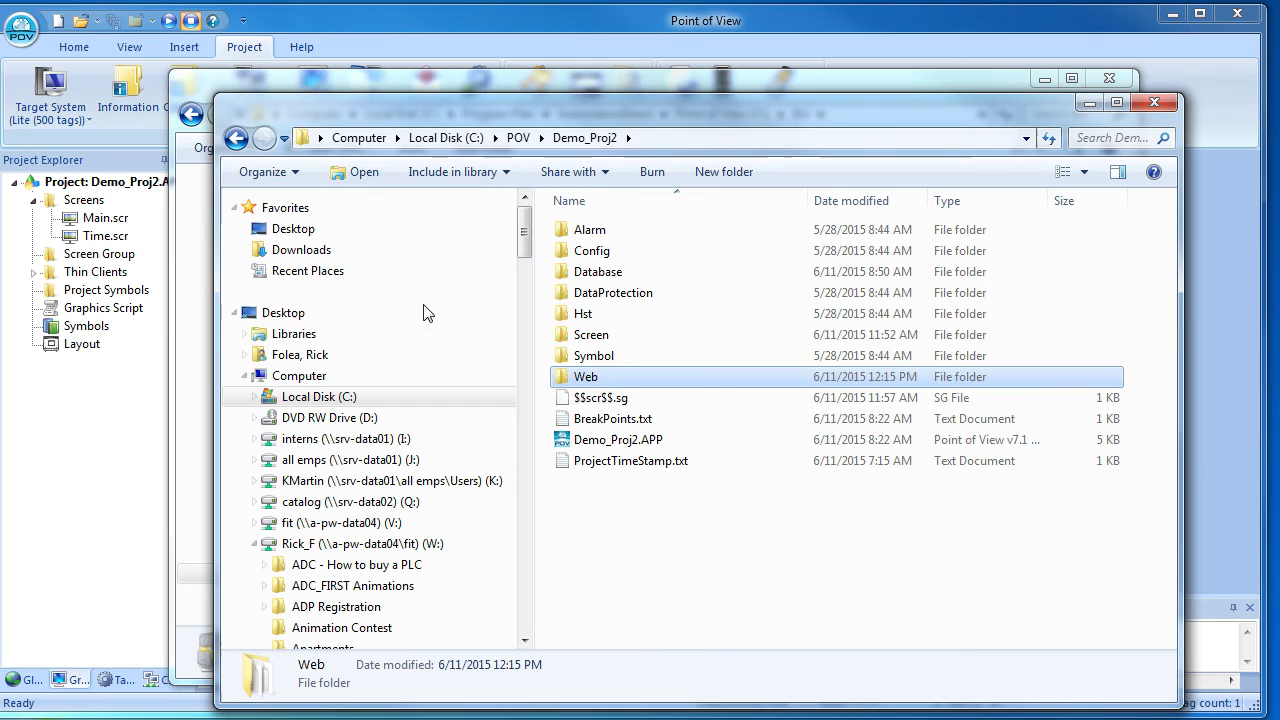 Point of View
POV
Home View Insert Project Help
Target System
(Lite (500 tags))
Information
Project Explorer
Project: Demo_Proj2.A
Screens
Main.scr
Time.scr
Screen Group
Thin Clients
Project Symbols
Graphics Script
Symbols
Layout
Gl... Gr... Ta... C
Ready
Computer Local Disk (C:) POV Demo_Proj2
Search Dem...
Organize Open Include in library Share with Burn New folder
Favorites
Desktop
Downloads
Recent Places
Desktop
Libraries
Folea, Rick
Computer
Local Disk (C:)
DVD RW Drive (D:)
interns (\\srv-data01) (I:)
all emps (\\srv-data01) (J:)
KMartin (\\srv-data01\all emps\Users) (K:)
catalog (\\srv-data02) (Q:)
fit (\\a-pw-data04) (V:)
Rick_F (\\a-pw-data04\fit) (W:)
ADC - How to buy a PLC
ADC_FIRST Animations
ADP Registration
Animation Contest
Apartments
Name Date modified Type Size
Alarm 5/28/2015 8:44 AM File folder
Config 5/28/2015 8:44 AM File folder
Database 6/11/2015 8:50 AM File folder
DataProtection 5/28/2015 8:44 AM File folder
Hst 5/28/2015 8:44 AM File folder
Screen 6/11/2015 11:52 AM File folder
Symbol 5/28/2015 8:44 AM File folder
Web 6/11/2015 12:15 PM File folder
$$scr$$.sg 6/11/2015 11:57 AM SG File 1 KB
BreakPoints.txt 6/11/2015 8:22 AM Text Document 1 KB
Demo_Proj2.APP 6/11/2015 8:22 AM Point of View v7.1 ... 5 KB
ProjectTimeStamp.txt 6/11/2015 7:15 AM Text Document 1 KB
Web Date modified: 6/11/2015 12:15 PM
File folder
ag count: 1